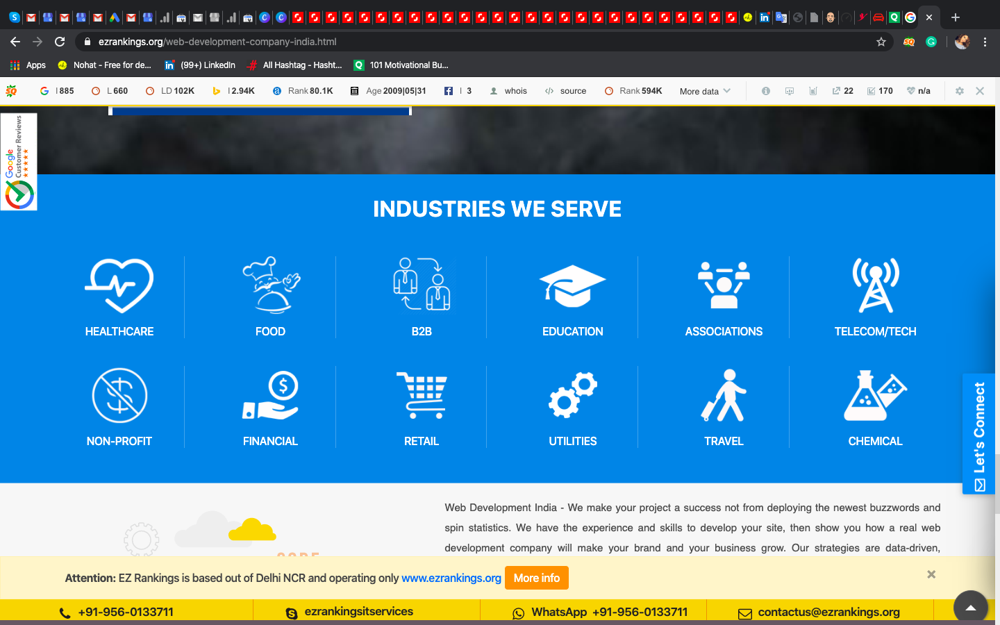 ezrankings.org/web-development-company-india.html
Apps
Nohat - Free for de...
(99+) LinkedIn
All Hashtag - Hasht...
101 Motivational Bu...
I 885
L 660
LD 102K
I 2.94K
Rank 80.1K
Age 2009|05|31
I 3
whois
source
Rank 594K
More data
22
170
n/a
Google
Customer Reviews
INDUSTRIES WE SERVE
HEALTHCARE
FOOD
B2B
EDUCATION
ASSOCIATIONS
TELECOM/TECH
NON-PROFIT
FINANCIAL
RETAIL
UTILITIES
TRAVEL
CHEMICAL
Let's Connect
Web Development India - We make your project a success not from deploying the newest buzzwords and
spin statistics. We have the experience and skills to develop your site, then show you how a real web
development company will make your brand and your business grow. Our strategies are data-driven,
Attention: EZ Rankings is based out of Delhi NCR and operating only www.ezrankings.org
More info
+91-956-0133711
ezrankingsitservices
WhatsApp +91-956-0133711
contactus@ezrankings.org